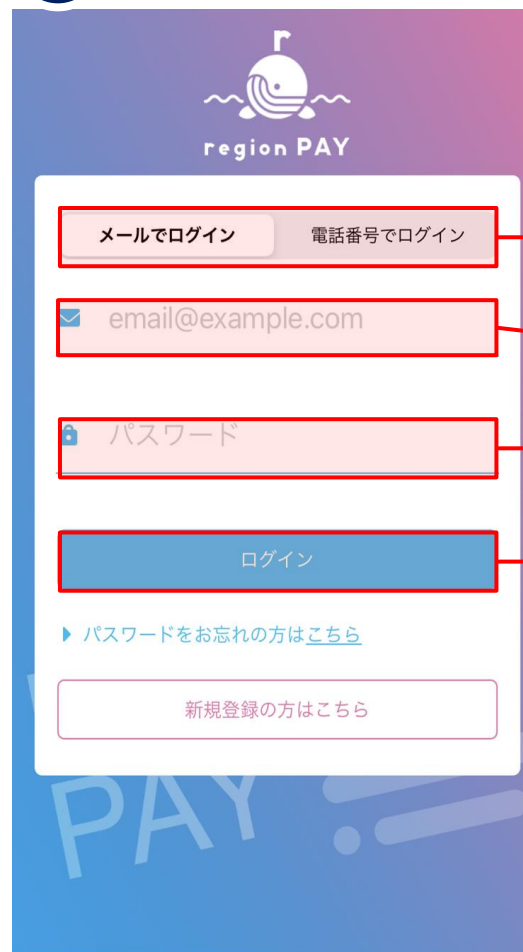 r
region PAY
メールでログイン 電話番号でログイン
email@example.com
パスワード
ログイン
パスワードをお忘れの方はこちら
新規登録の方はこちら
PAY